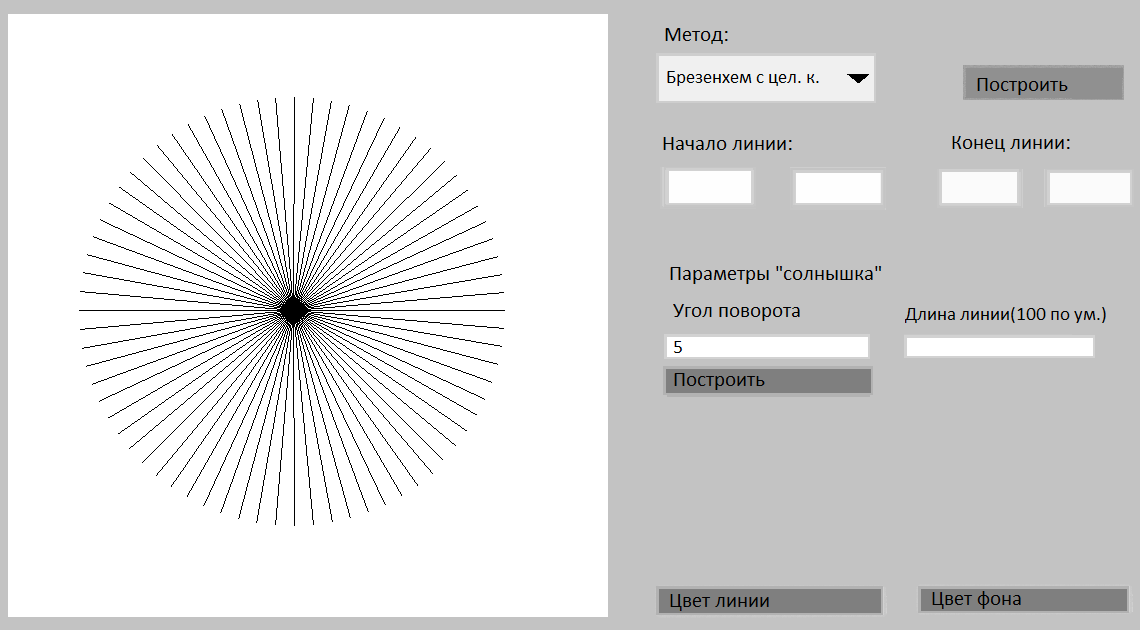 Метод:
Брезенхем с цел. к.
Построить
Начало линии:
Конец линии:
Параметры "солнышка"
Угол поворота
Длина линии(100 по ум.)
5
Построить
Цвет линии
Цвет фона